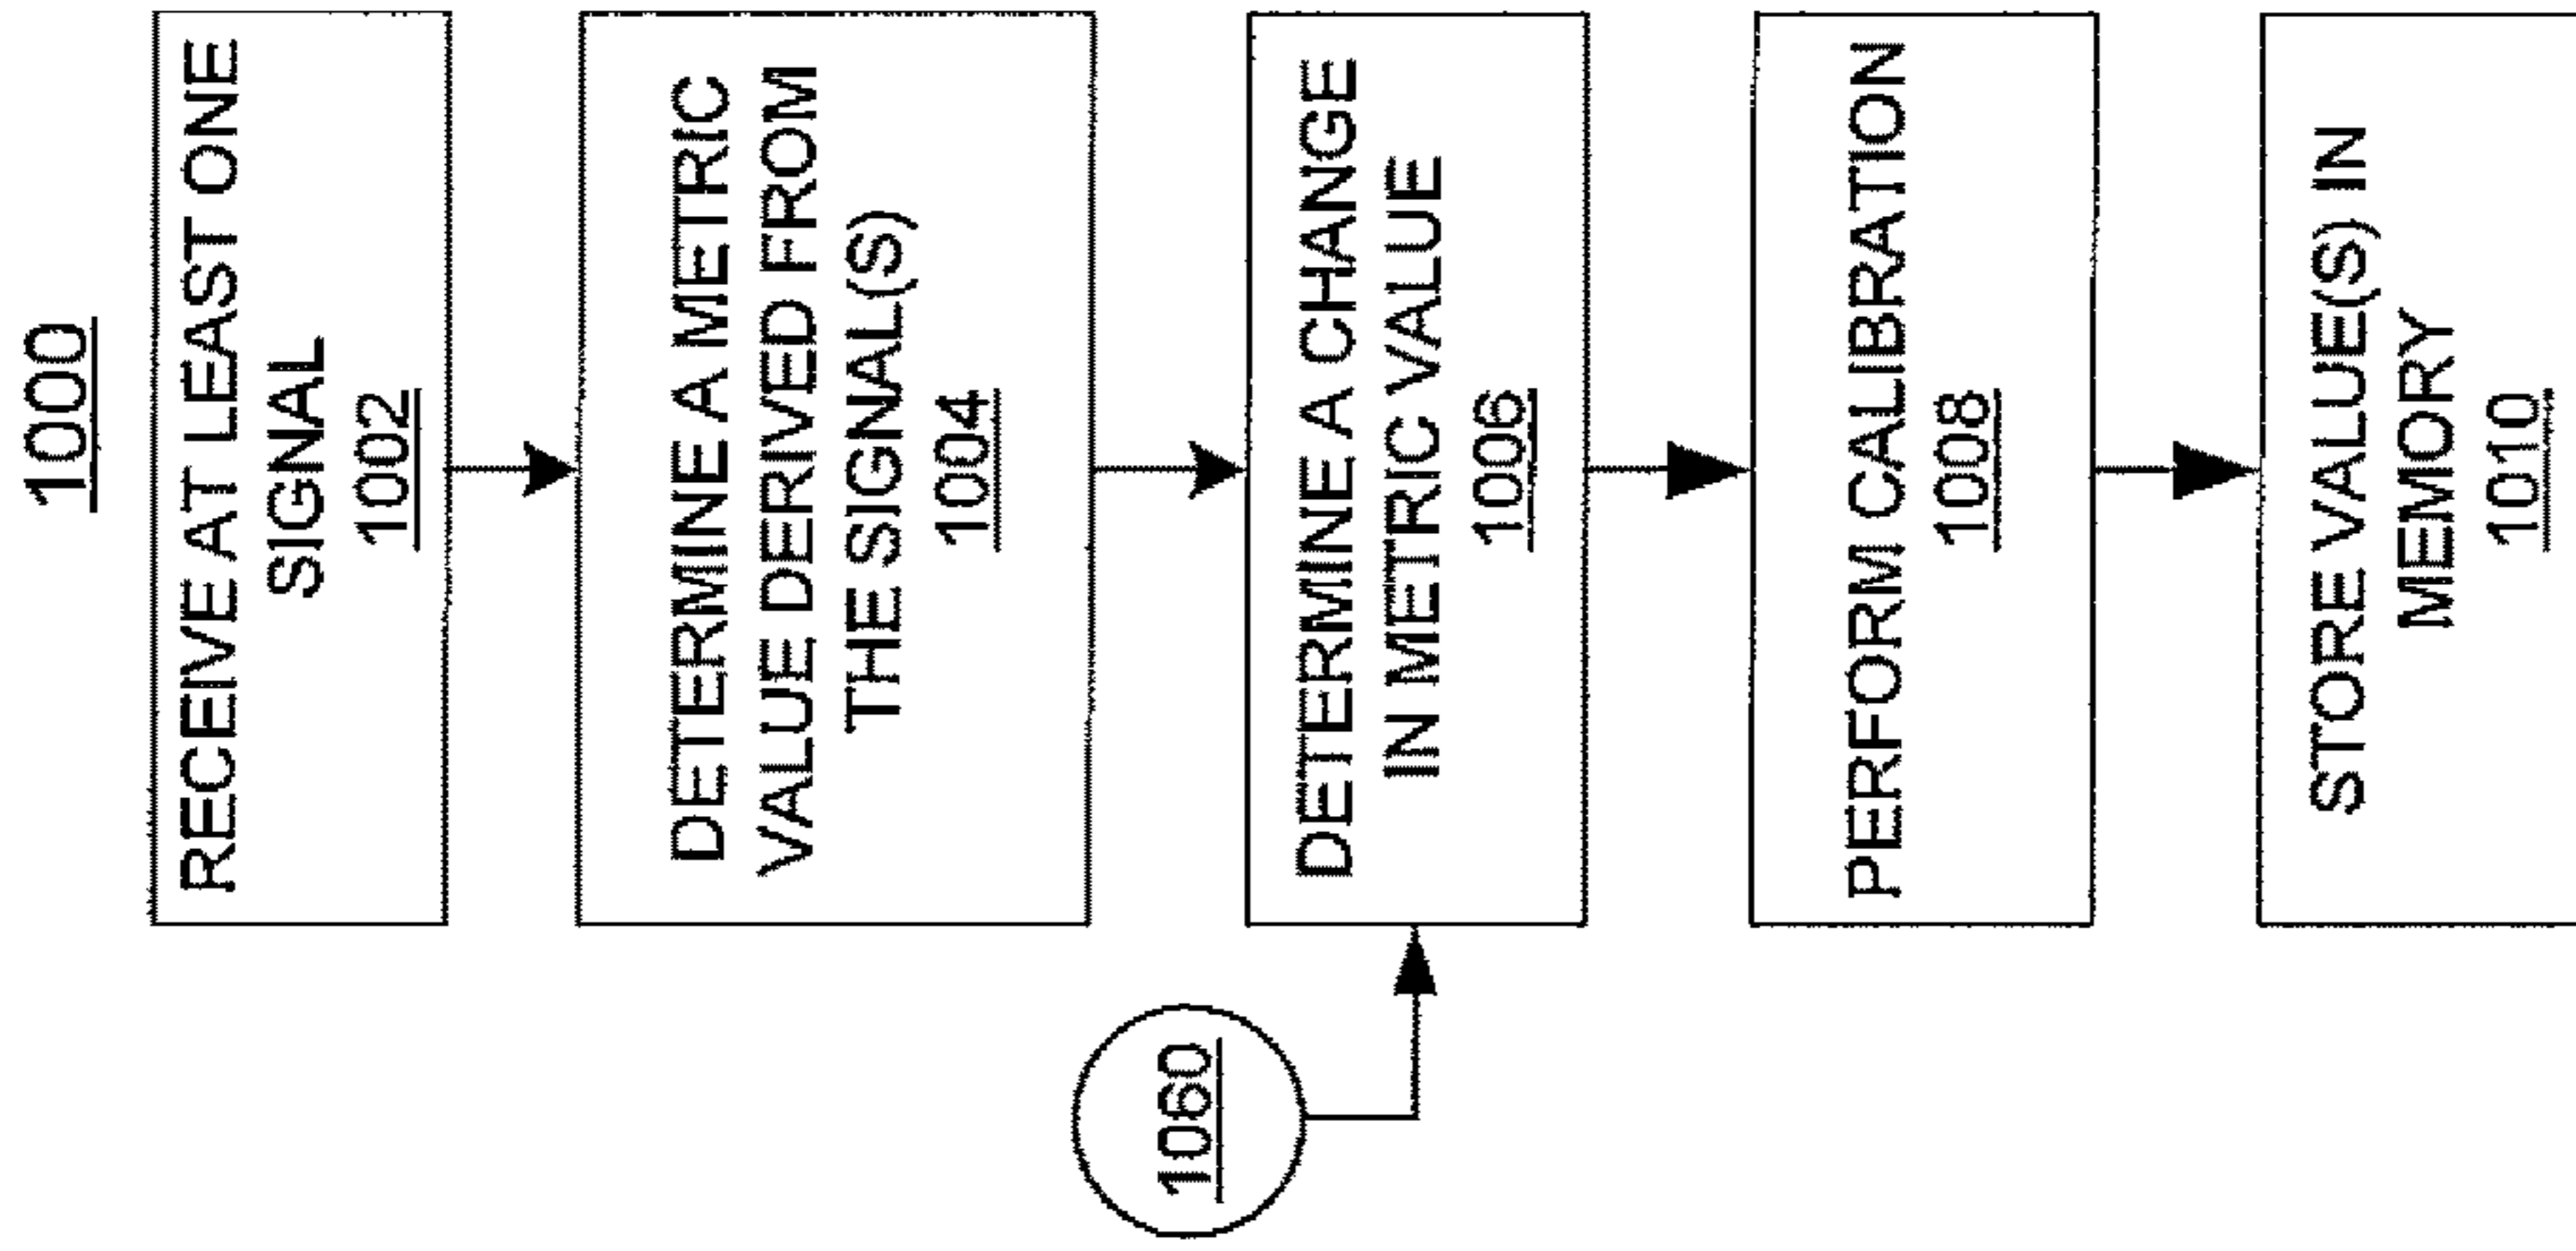 1000
RECEIVE AT LEAST ONE
SIGNAL
1002
DETERMINE A METRIC
VALUE DERIVED FROM
THE SIGNAL(S)
1004
1060
DETERMINE A CHANGE
IN METRIC VALUE
1006
PERFORM CALIBRATION
1008
STORE VALUE(S) IN
MEMORY
1010